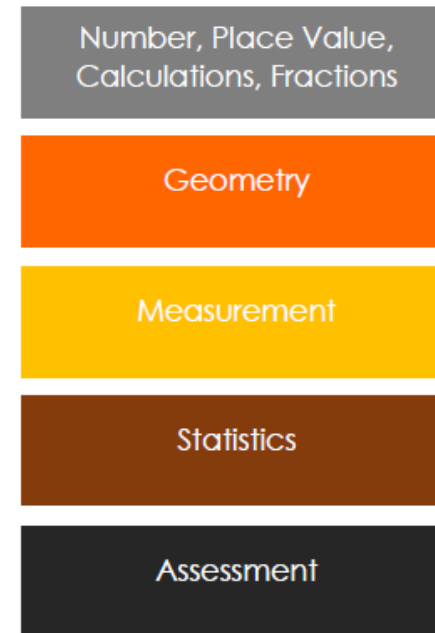 Number, Place Value,
Calculations, Fractions
Geometry
Measurement
Statistics
Assessment